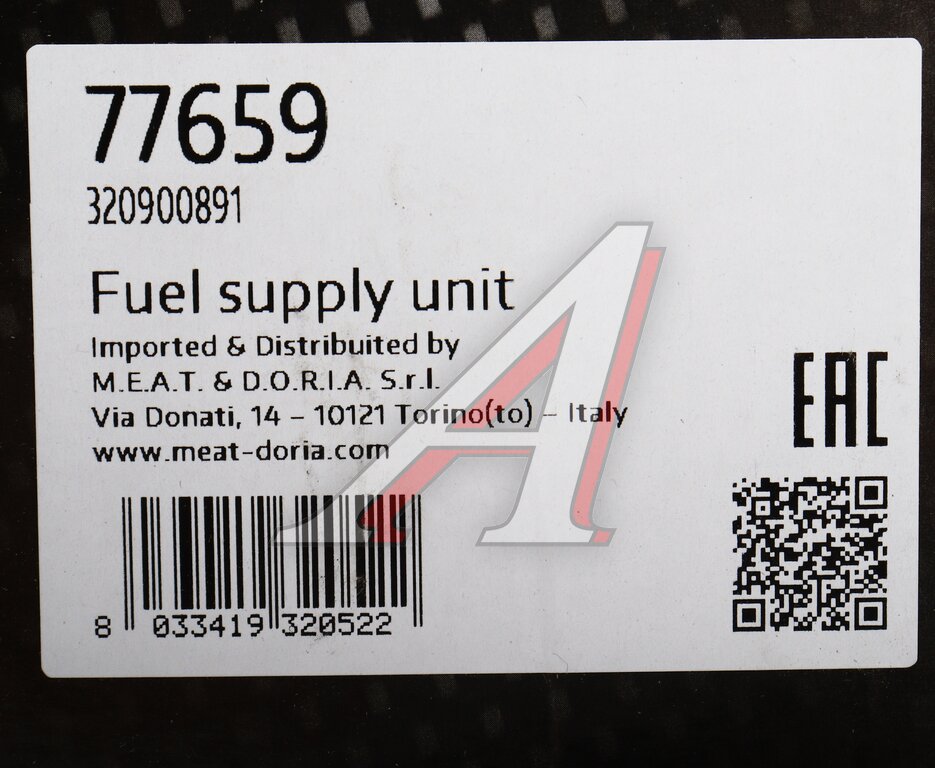 77659
320900891
Fuel supply unit
Imported & Distribuited by
M.E.A.T. & D.O.R.I.A. S.r.l.
Via Donati, 14 – 10121 Torino(to) – Italy
www.meat-doria.com
EAC
8 033419 320522
A